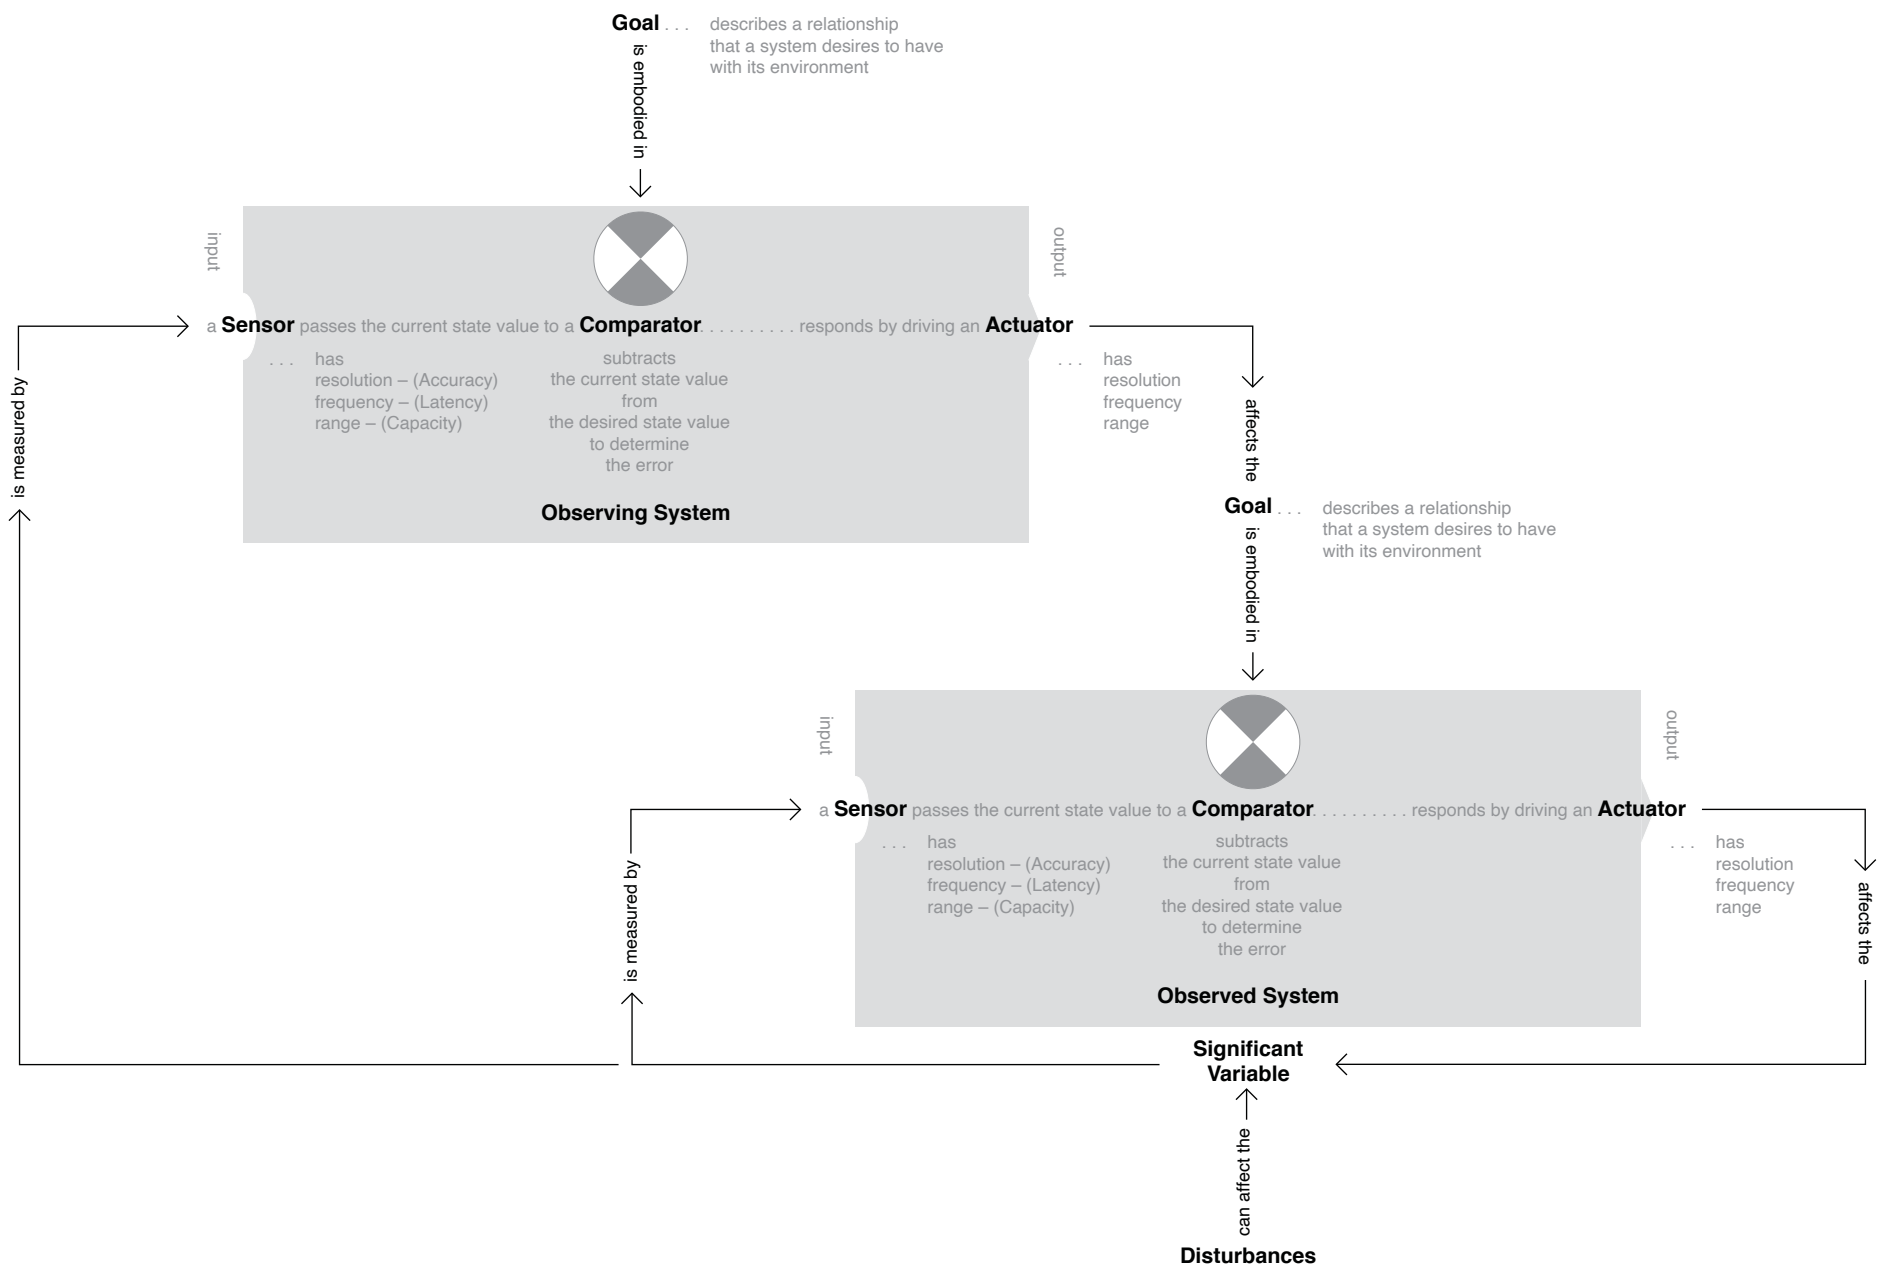 Goal . . . describes a relationship
that a system desires to have
with its environment
is embodied in
input
output
a Sensor passes the current state value to a Comparator. . . . . . . . . . responds by driving an Actuator
. . . has
resolution – (Accuracy)
frequency – (Latency)
range – (Capacity)
subtracts
the current state value
from
the desired state value
to determine
the error
. . . has
resolution
frequency
range
Observing System
is measured by
affects the
Goal . . . describes a relationship
that a system desires to have
with its environment
is embodied in
input
output
a Sensor passes the current state value to a Comparator. . . . . . . . . . responds by driving an Actuator
. . . has
resolution – (Accuracy)
frequency – (Latency)
range – (Capacity)
subtracts
the current state value
from
the desired state value
to determine
the error
. . . has
resolution
frequency
range
Observed System
is measured by
affects the
Significant
Variable
can affect the
Disturbances